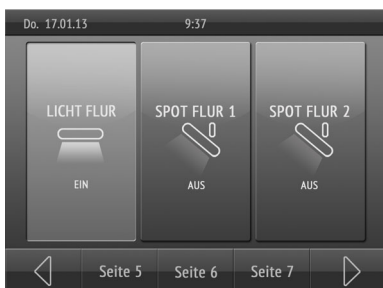 Do. 17.01.13 9:37
LICHT FLUR SPOT FLUR 1 SPOT FLUR 2
EIN AUS AUS
Seite 5 Seite 6 Seite 7